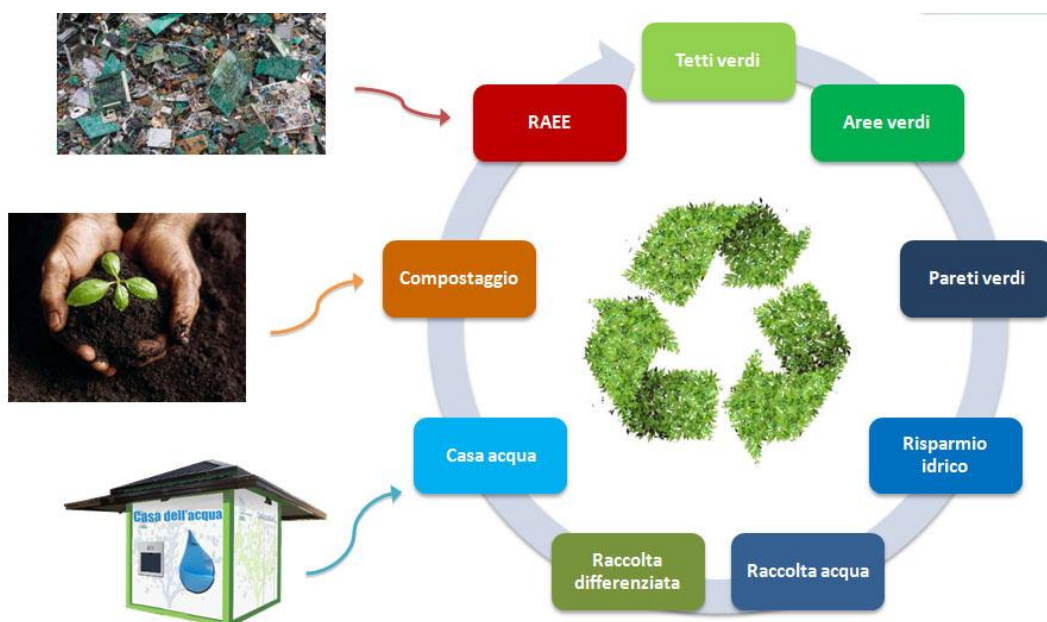 Tetti verdi
RAEE
Aree verdi
Compostaggio
Pareti verdi
Casa acqua
Risparmio
idrico
Casa dell'acqua
Raccolta
differenziata
Raccolta acqua